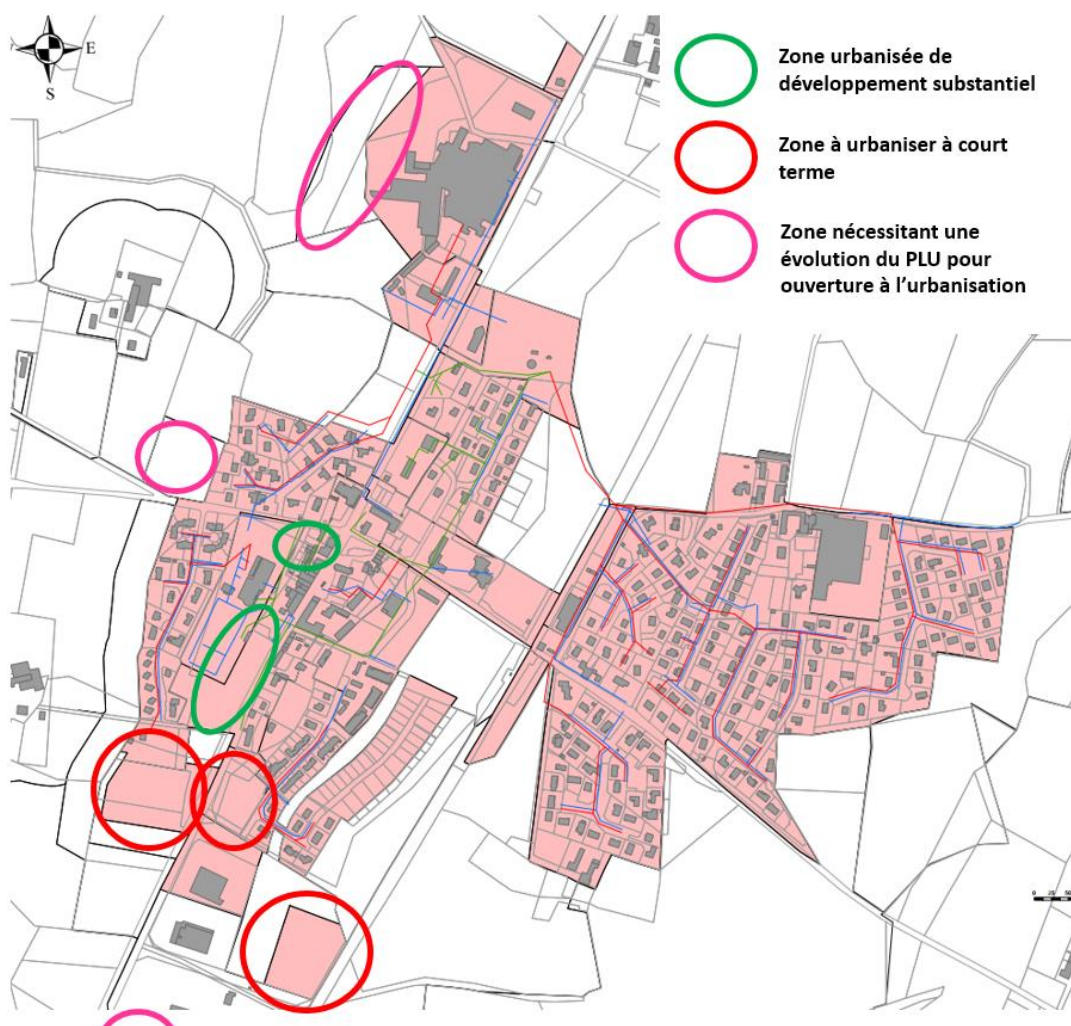 E
S
Zone urbanisée de
développement substantiel
Zone à urbaniser à court
terme
Zone nécessitant une
évolution du PLU pour
ouverture à l'urbanisation